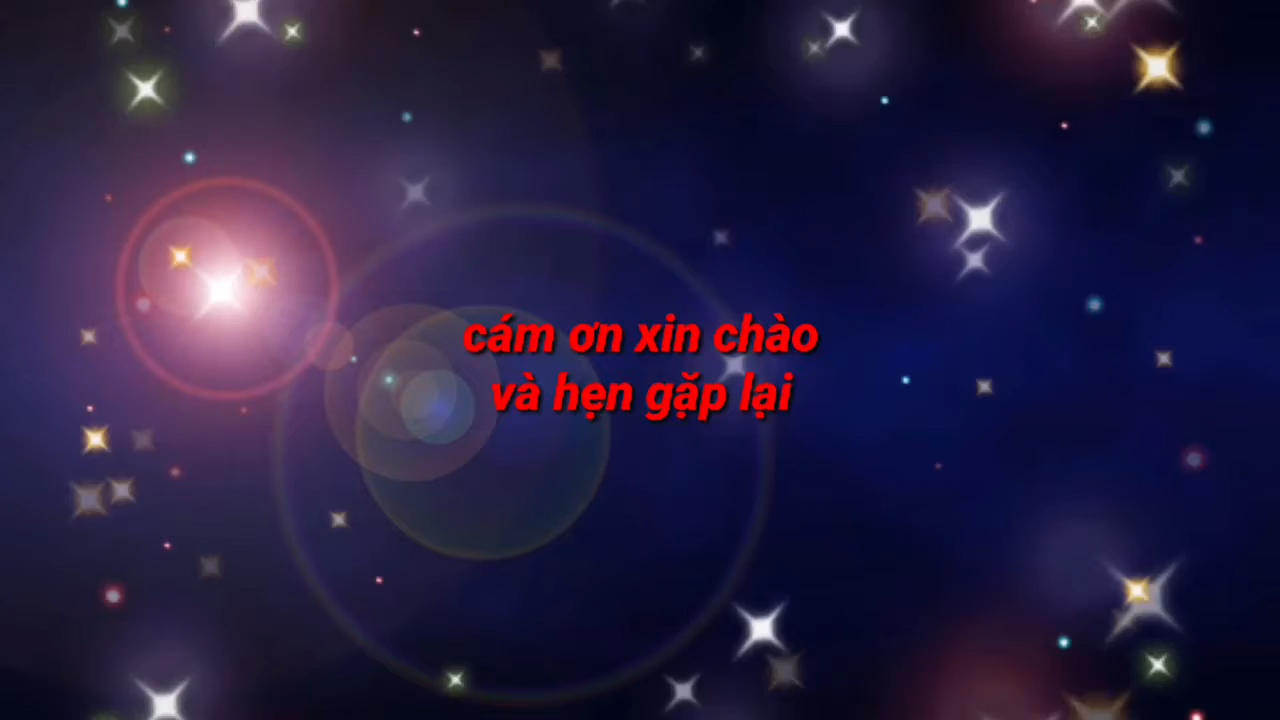 cám ơn xin chào
và hẹn gặp lại